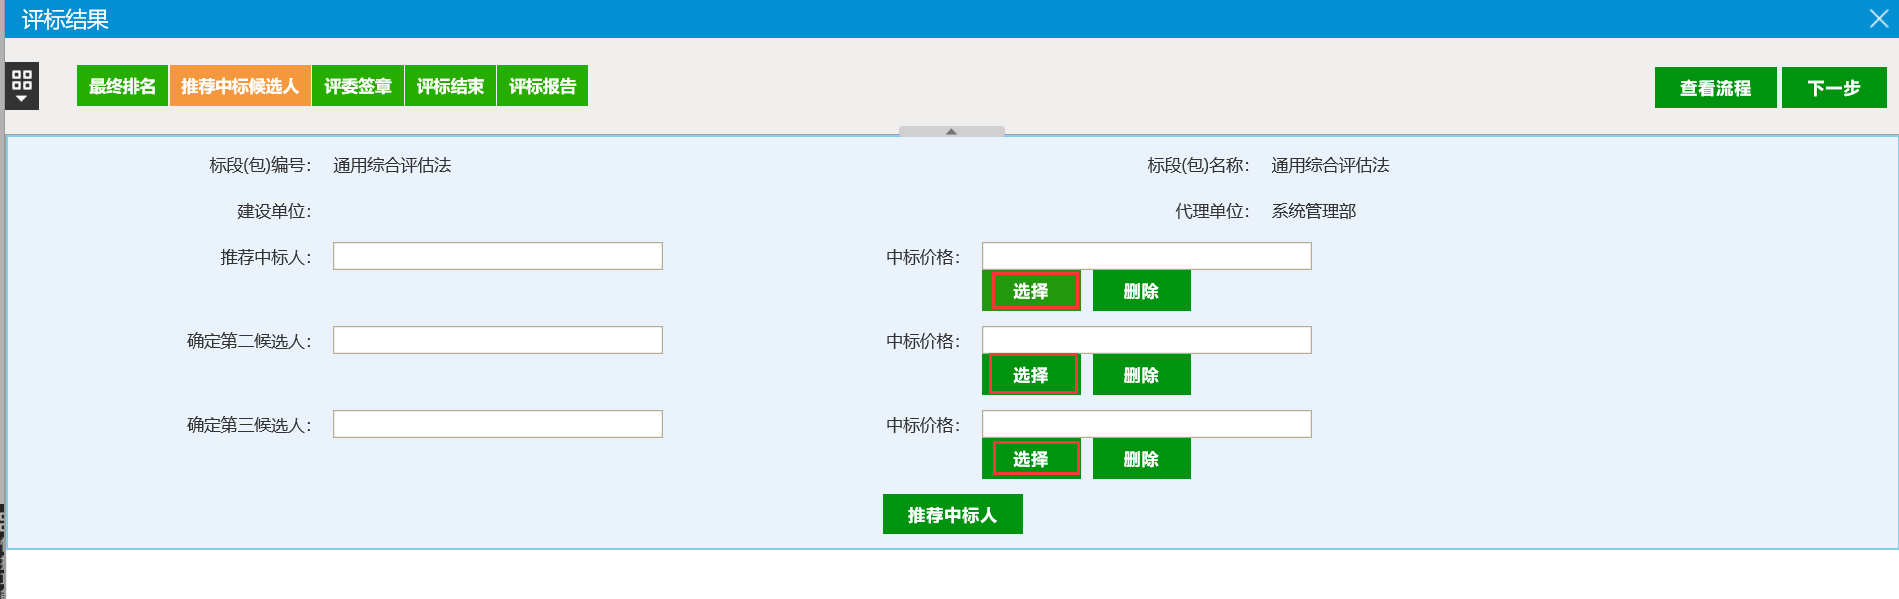 评标结果
最终排名 推荐中标候选人 评委签章 评标结束 评标报告 查看流程 下一步
标段(包)编号： 通用综合评估法 标段(包)名称： 通用综合评估法
建设单位： 代理单位： 系统管理部
推荐中标人： 中标价格：
选择 删除
确定第二候选人： 中标价格：
选择 删除
确定第三候选人： 中标价格：
选择 删除
推荐中标人